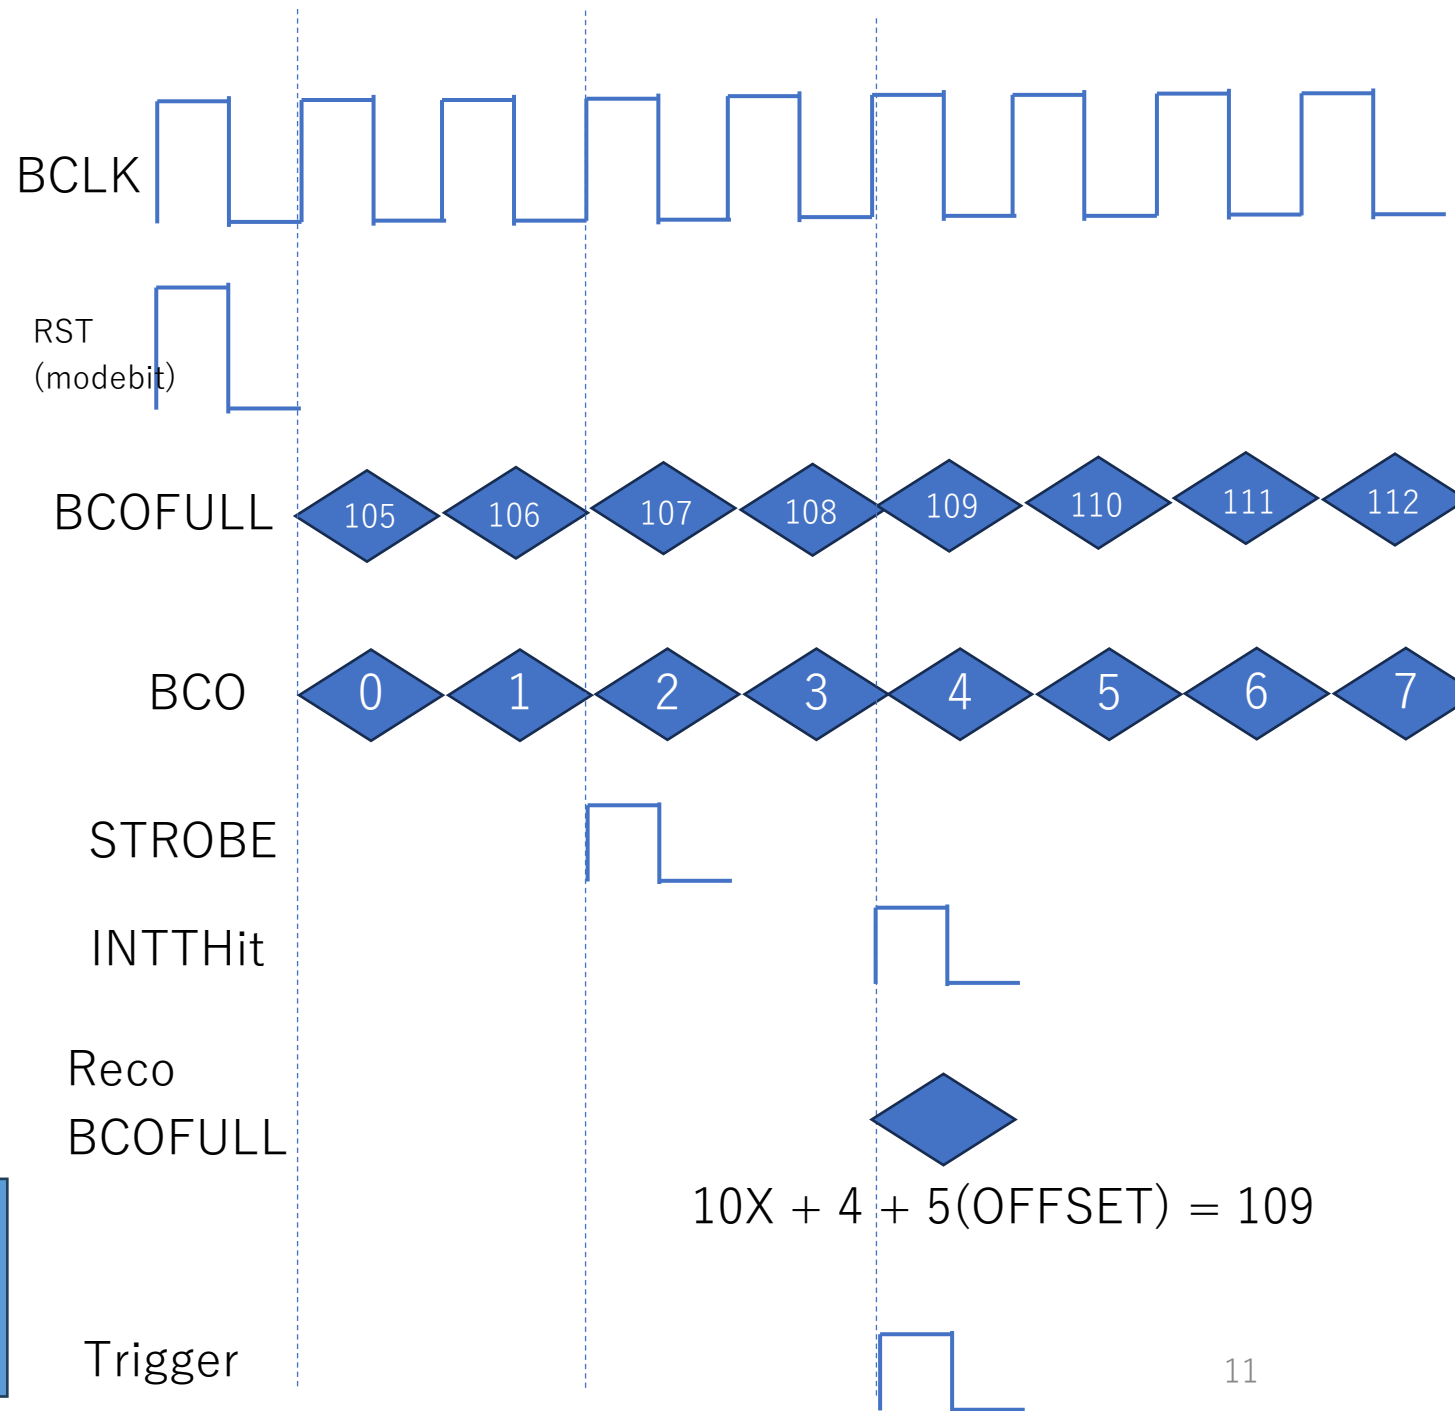 BCLK
RST
(modebit)
BCOFULL 105 106 107 108 109 110 111 112
BCO 0 1 2 3 4 5 6 7
STROBE
INTTHit
Reco
BCOFULL
10X + 4 + 5(OFFSET) = 109
Trigger
11